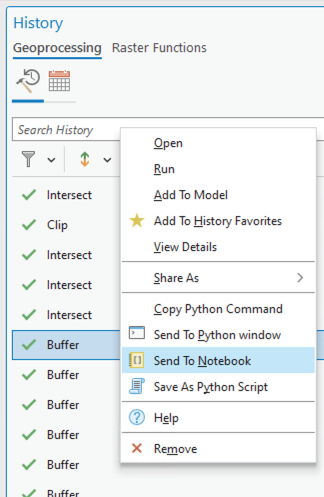 History
Geoprocessing Raster Functions
Search History
Open
Run
Add To Model
Add To History Favorites
View Details
Share As
Copy Python Command
Send To Python window
Send To Notebook
Save As Python Script
Help
Remove
Intersect
Clip
Intersect
Intersect
Intersect
Buffer
Buffer
Buffer
Buffer
Buffer
Buffer